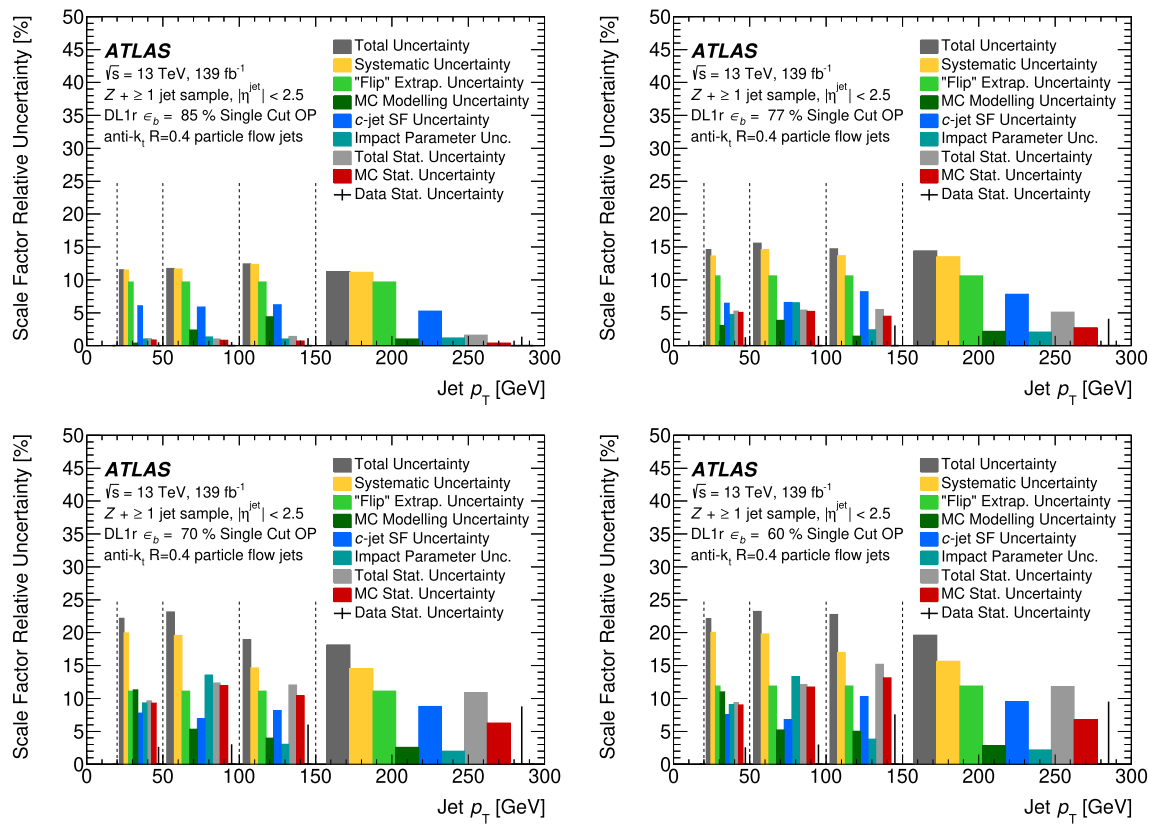 Scale Factor Relative Uncertainty [%]
50
45
40
35
30
25
20
15
10
5
0
ATLAS
√s = 13 TeV, 139 fb⁻¹
Z + ≥ 1 jet sample, |η^jet| < 2.5
DL1r ϵ_b = 85 % Single Cut OP
anti-k_t R=0.4 particle flow jets
Total Uncertainty
Systematic Uncertainty
"Flip" Extrap. Uncertainty
MC Modelling Uncertainty
c-jet SF Uncertainty
Impact Parameter Unc.
Total Stat. Uncertainty
MC Stat. Uncertainty
Data Stat. Uncertainty
0 50 100 150 200 250 300
Jet p_T [GeV]
Scale Factor Relative Uncertainty [%]
50
45
40
35
30
25
20
15
10
5
0
ATLAS
√s = 13 TeV, 139 fb⁻¹
Z + ≥ 1 jet sample, |η^jet| < 2.5
DL1r ϵ_b = 77 % Single Cut OP
anti-k_t R=0.4 particle flow jets
Total Uncertainty
Systematic Uncertainty
"Flip" Extrap. Uncertainty
MC Modelling Uncertainty
c-jet SF Uncertainty
Impact Parameter Unc.
Total Stat. Uncertainty
MC Stat. Uncertainty
Data Stat. Uncertainty
0 50 100 150 200 250 300
Jet p_T [GeV]
Scale Factor Relative Uncertainty [%]
50
45
40
35
30
25
20
15
10
5
0
ATLAS
√s = 13 TeV, 139 fb⁻¹
Z + ≥ 1 jet sample, |η^jet| < 2.5
DL1r ϵ_b = 70 % Single Cut OP
anti-k_t R=0.4 particle flow jets
Total Uncertainty
Systematic Uncertainty
"Flip" Extrap. Uncertainty
MC Modelling Uncertainty
c-jet SF Uncertainty
Impact Parameter Unc.
Total Stat. Uncertainty
MC Stat. Uncertainty
Data Stat. Uncertainty
0 50 100 150 200 250 300
Jet p_T [GeV]
Scale Factor Relative Uncertainty [%]
50
45
40
35
30
25
20
15
10
5
0
ATLAS
√s = 13 TeV, 139 fb⁻¹
Z + ≥ 1 jet sample, |η^jet| < 2.5
DL1r ϵ_b = 60 % Single Cut OP
anti-k_t R=0.4 particle flow jets
Total Uncertainty
Systematic Uncertainty
"Flip" Extrap. Uncertainty
MC Modelling Uncertainty
c-jet SF Uncertainty
Impact Parameter Unc.
Total Stat. Uncertainty
MC Stat. Uncertainty
Data Stat. Uncertainty
0 50 100 150 200 250 300
Jet p_T [GeV]